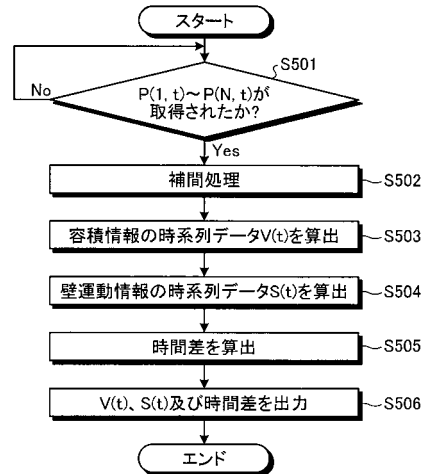 スタート
S501
P(1, t)～P(N, t)が
取得されたか?
No
Yes
補間処理
S502
容積情報の時系列データV(t)を算出
S503
壁運動情報の時系列データS(t)を算出
S504
時間差を算出
S505
V(t)、S(t)及び時間差を出力
S506
エンド